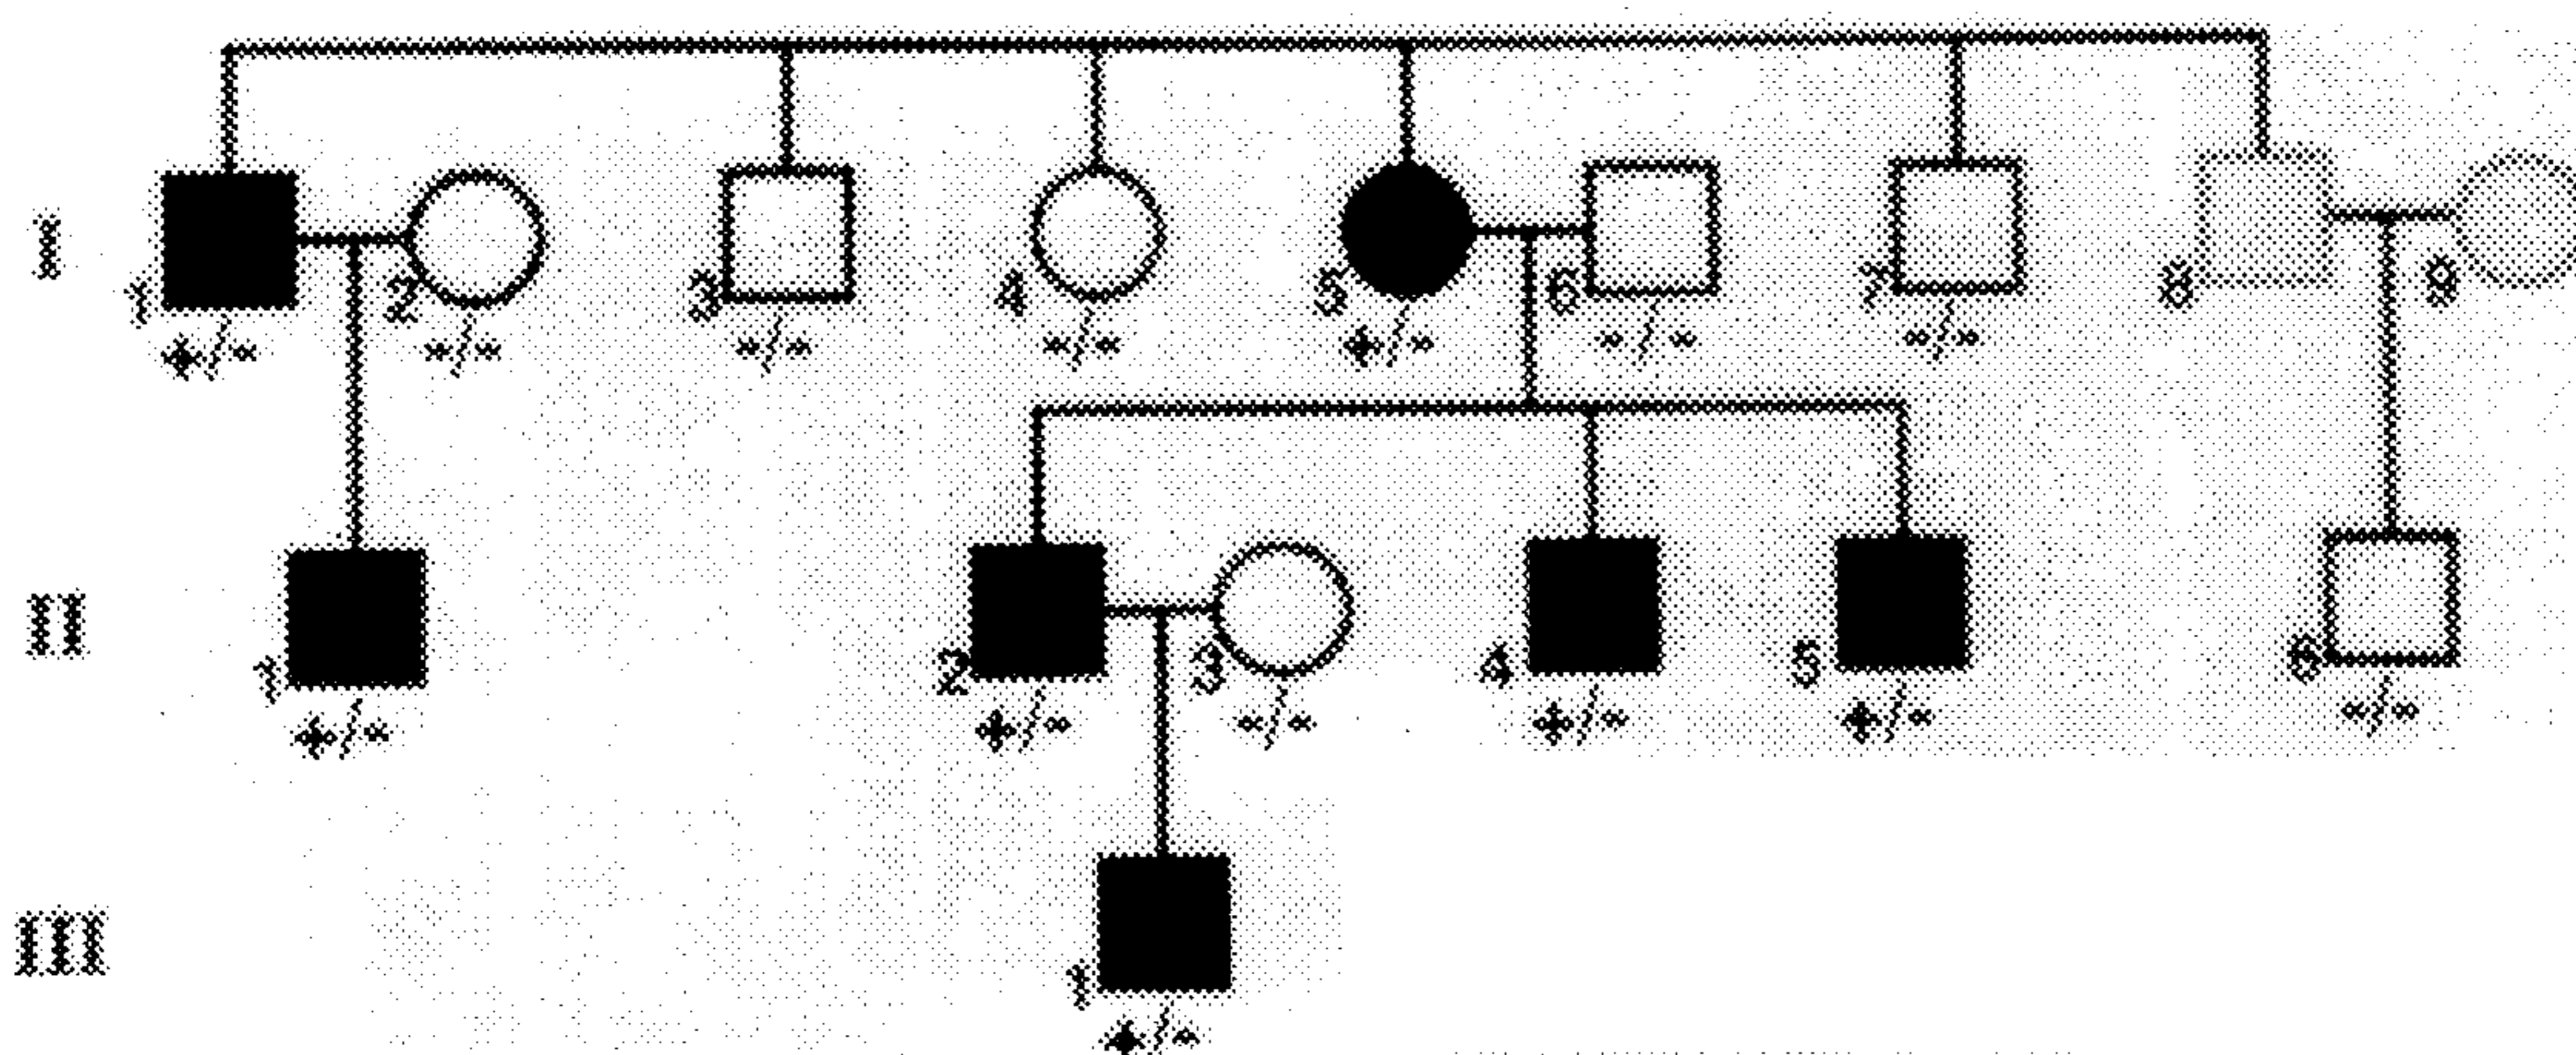 I
1 2 3 4 5 6 7 8 9
+/- -/- -/- -/- +/- -/- -/-
II
1 2 3 4 5 6
+/- +/- -/- +/- +/- -/-
III
1
+/-